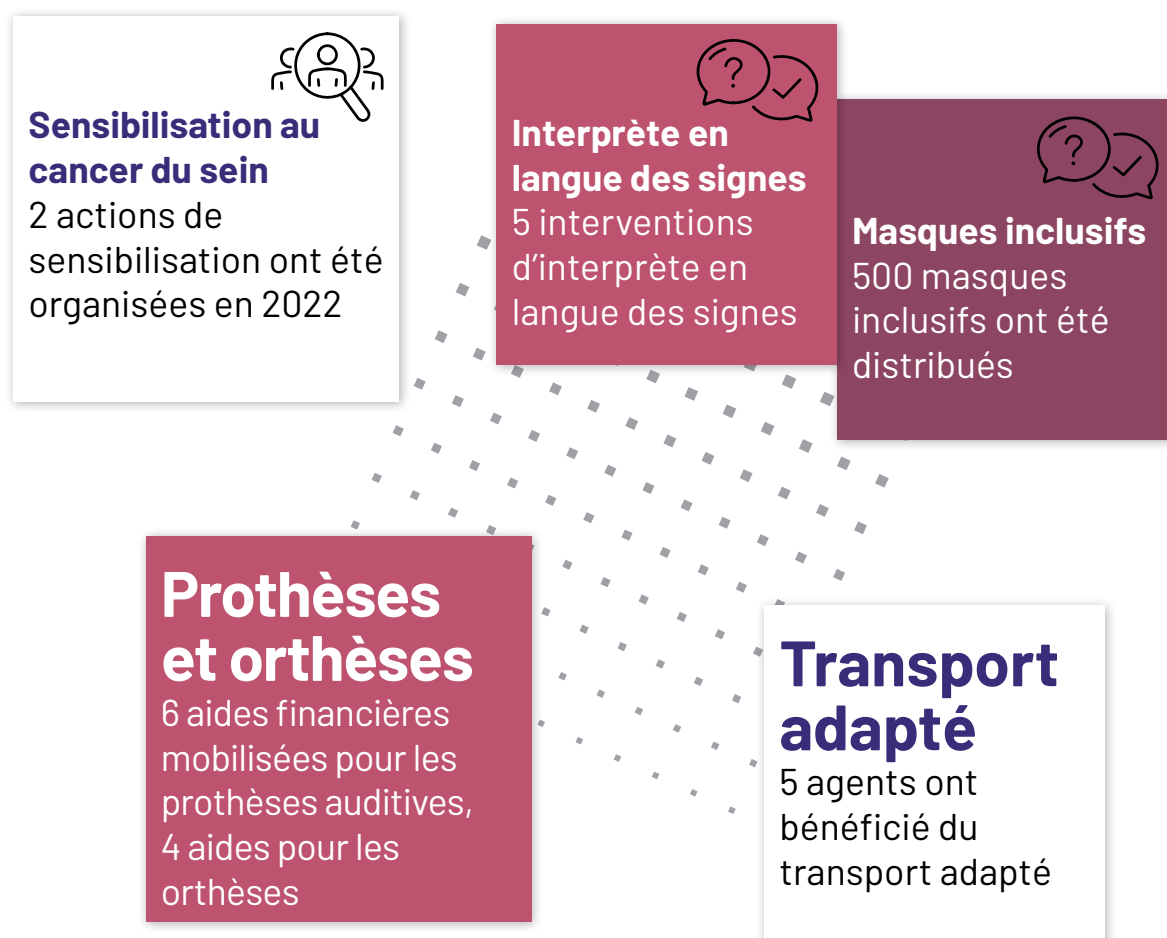 Sensibilisation au
cancer du sein
2 actions de
sensibilisation ont été
organisées en 2022
Interprète en
langue des signes
5 interventions
d'interprète en
langue des signes
Masques inclusifs
500 masques
inclusifs ont été
distribués
Prothèses
et orthèses
6 aides financières
mobilisées pour les
prothèses auditives,
4 aides pour les
orthèses
Transport
adapté
5 agents ont
bénéficié du
transport adapté